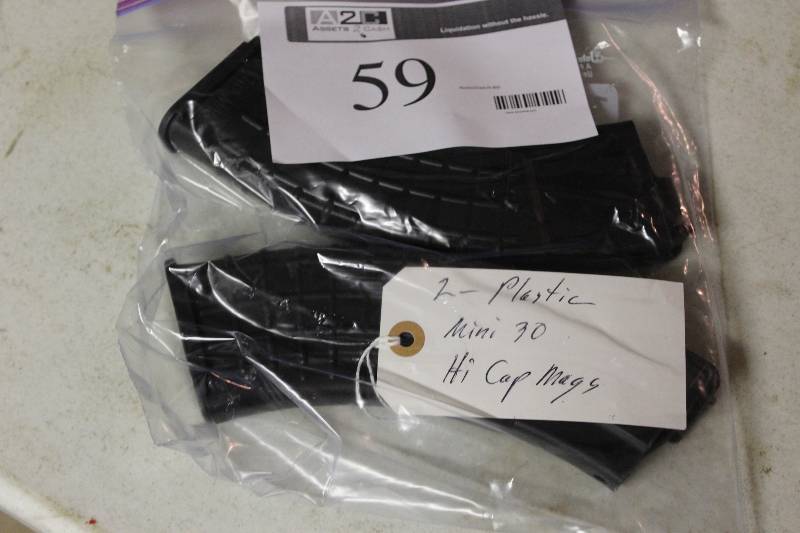 A2C
ASSETS 2 CASH
Liquidation without the hassle.
59
2- Plastic
Mini 30
Hi Cap Mags